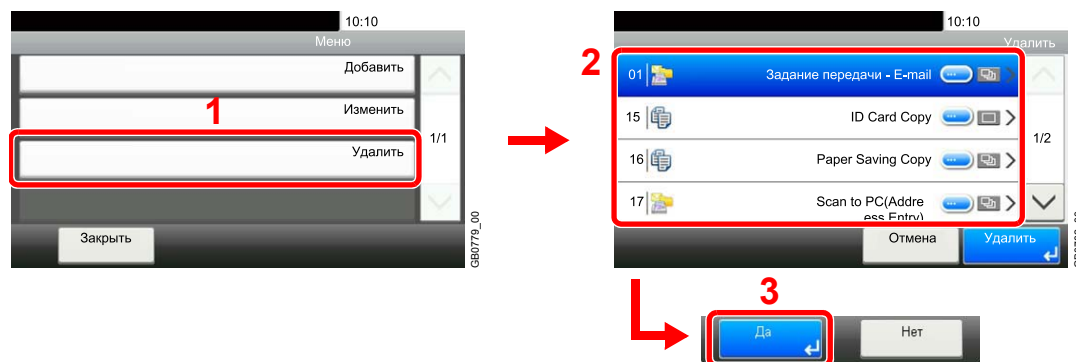 10:10
Меню
Добавить
1
Изменить
1/1
Удалить
Закрыть
GB0779_00
10:10
Удалить
2
01 Задание передачи - E-mail
15 ID Card Copy
1/2
16 Paper Saving Copy
17 Scan to PC(Addre
ess Entry)
Отмена
Удалить
3
Да
Нет